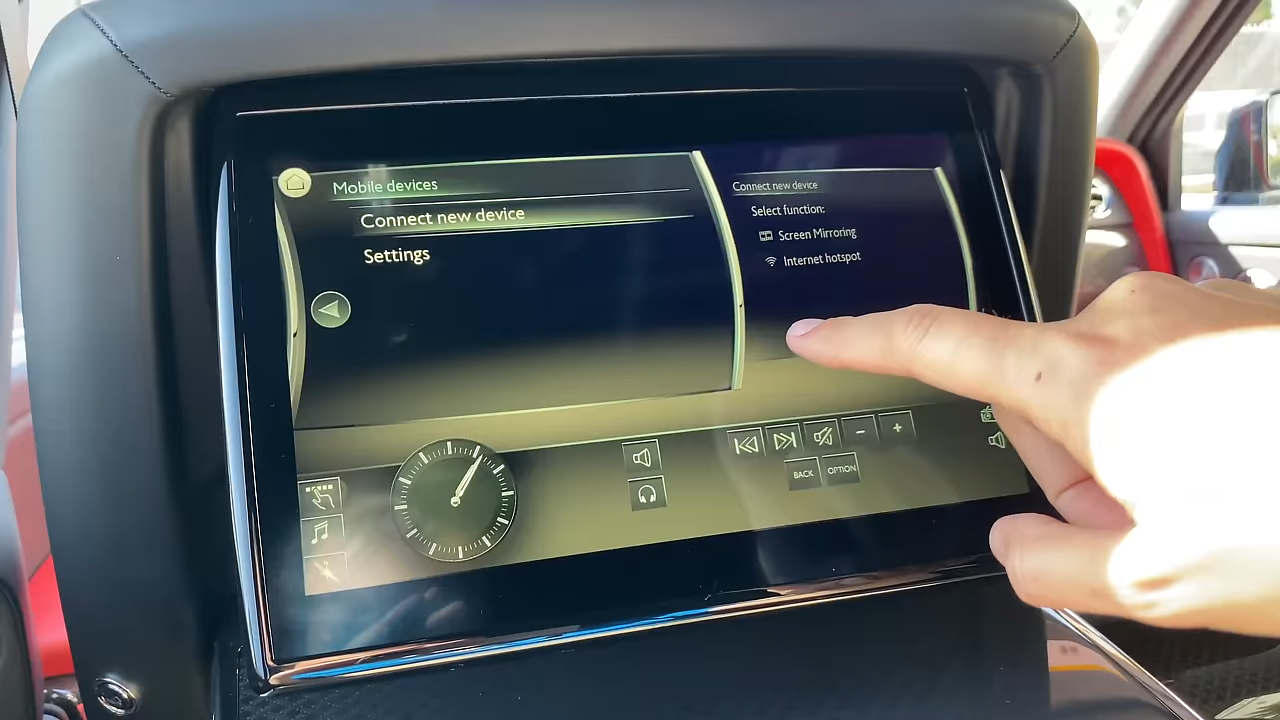 Mobile devices
Connect new device
Settings
Connect new device
Select function:
Screen Mirroring
Internet hotspot
BACK
OPTION